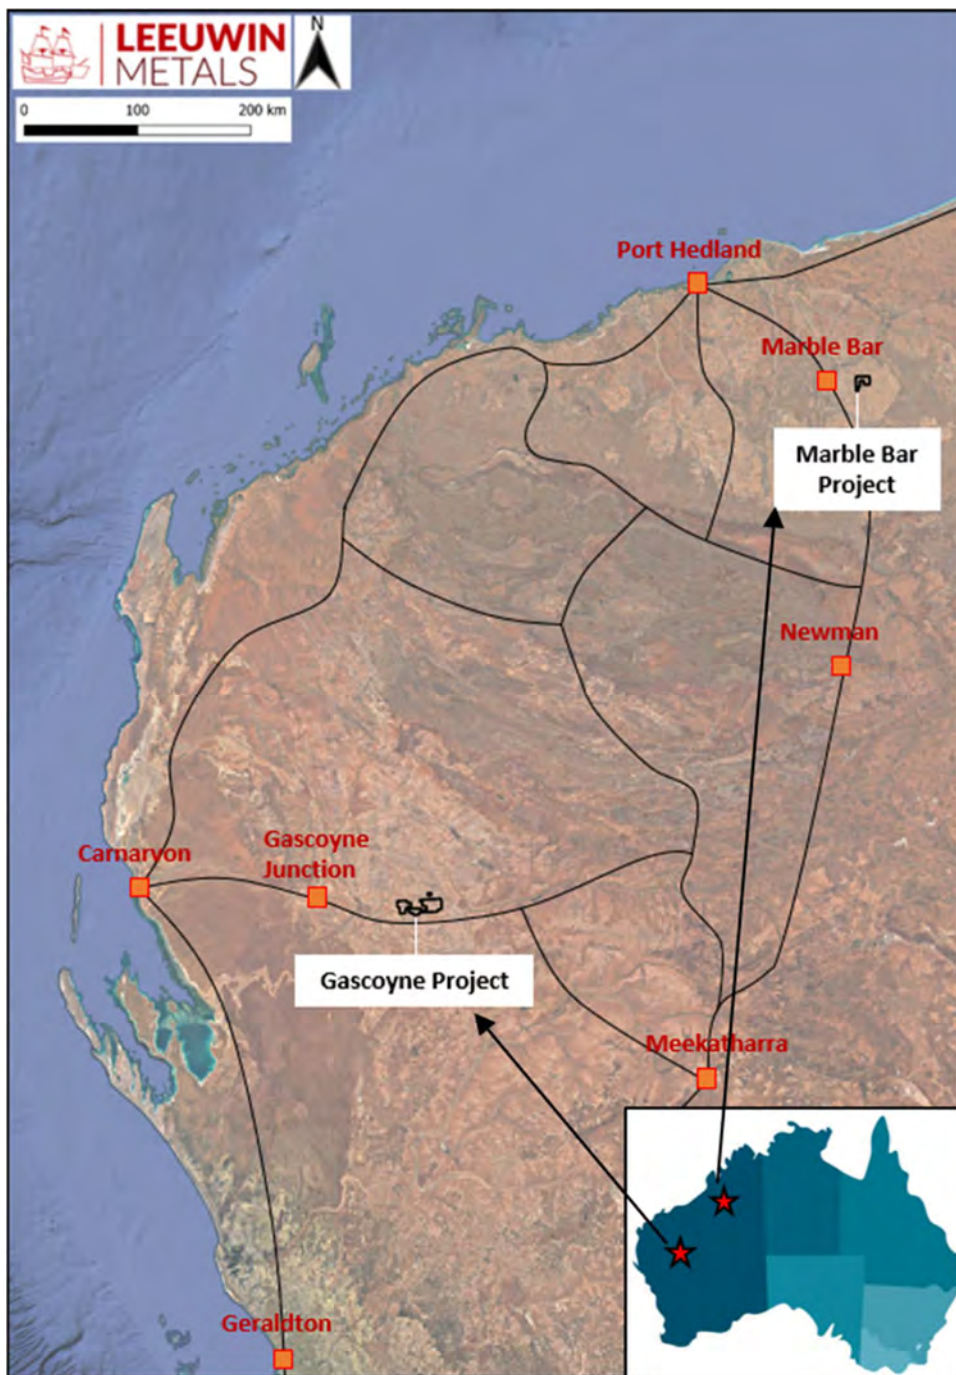 LEEUWIN
METALS
N
0 100 200 km
Port Hedland
Marble Bar
Marble Bar
Project
Newman
Gascoyne
Junction
Carnarvon
Gascoyne Project
Meekatharra
Geraldton